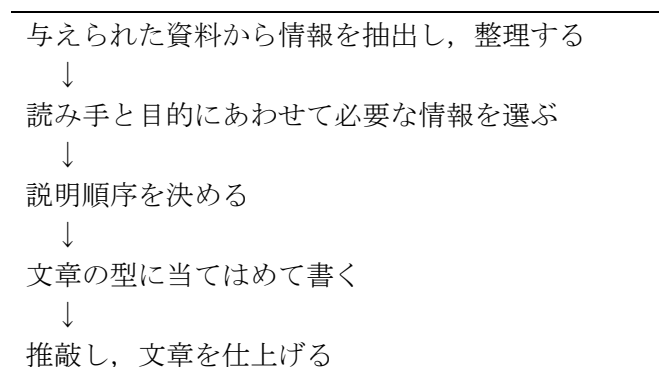 与えられた資料から情報を抽出し，整理する
↓
読み手と目的にあわせて必要な情報を選ぶ
↓
説明順序を決める
↓
文章の型に当てはめて書く
↓
推敲し，文章を仕上げる